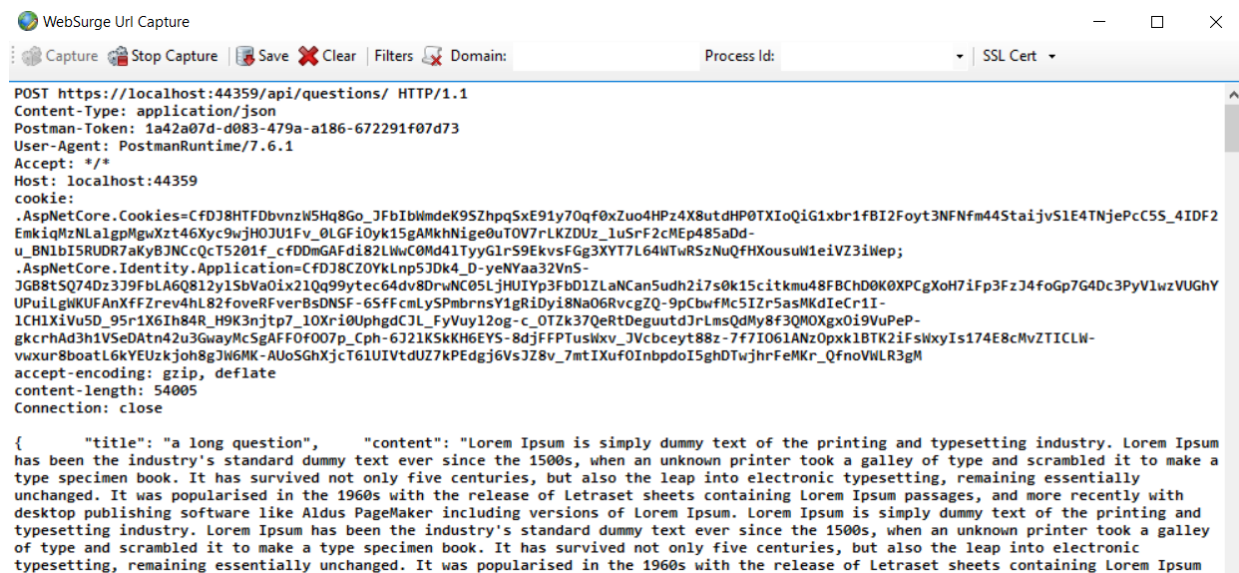 WebSurge Url Capture
Capture Stop Capture Save Clear Filters Domain: Process Id: SSL Cert
POST https://localhost:44359/api/questions/ HTTP/1.1
Content-Type: application/json
Postman-Token: 1a42a07d-d083-479a-a186-672291f07d73
User-Agent: PostmanRuntime/7.6.1
Accept: */*
Host: localhost:44359
cookie:
.AspNetCore.Cookies=CfDJ8HTFDbvnzW5Hq8Go_JFbIbWmdeK9SZhpqSxE91y7Oqf0xZuo4HPz4X8utdHP0TXIoQiG1xbr1fBI2Foyt3NFNfm44StaijvSlE4TNjePcC5S_4IDF2
EmkiqMzNLalgpMgwXzt46Xyc9wjHOJU1Fv_0LGFiOyk15gAMkhNige0uTOV7rLKZDUz_luSrF2cMEp485aDd-
u_BNlbI5RUDR7aKyBJNCcQcT5201f_cfDDmGAFdi82LWwC0Md4lTyyGlrS9EkvsFGg3XYT7L64WTwRSzNuQfHXousuW1eiVZ3iWep;
.AspNetCore.Identity.Application=CfDJ8CZOYkLnp5JDk4_D-yeNYaa32VnS-
JGB8tSQ74Dz3J9FbLA6Q8l2ylSbVaOix2lQq99ytec64dv8DrwNC05LjHUIYp3FbDlZLaNCan5udh2i7s0k15citkmu48FBChD0K0XPCgXoH7iFp3FzJ4foGp7G4Dc3PyVlwzVUGhY
UPuiLgWKUFAnXfFZrev4hL82foveRFverBsDNSF-6SfFcmLySPmbrnsY1gRiDyi8NaO6RvcgZQ-9pCbwfMc5IZr5asMKdIeCr1I-
lCHlXiVu5D_95r1X6Ih84R_H9K3njtp7_lOXri0UphgdCJL_FyVuyl2og-c_OTZk37QeRtDeguutdJrLmsQdMy8f3QMOXgxOi9VuPeP-
gkcrhAd3h1VSeDAtn42u3GwayMcSgAFFOfOO7p_Cph-6J2lKSkKH6EYS-8djFFPTusWxv_JVcbceyt88z-7f7IO6lANzOpxklBTK2iFsWxyIs174E8cMvZTICLW-
vwxur8boatL6kYEUzkjoh8gJW6MK-AUoSGhXjcT6lUIVtdUZ7kPEdgj6VsJZ8v_7mtIXufOInbpdoI5ghDTwjhrFeMKr_QfnoVWLR3gM
accept-encoding: gzip, deflate
content-length: 54005
Connection: close
{ "title": "a long question", "content": "Lorem Ipsum is simply dummy text of the printing and typesetting industry. Lorem Ipsum
has been the industry's standard dummy text ever since the 1500s, when an unknown printer took a galley of type and scrambled it to make a
type specimen book. It has survived not only five centuries, but also the leap into electronic typesetting, remaining essentially
unchanged. It was popularised in the 1960s with the release of Letraset sheets containing Lorem Ipsum passages, and more recently with
desktop publishing software like Aldus PageMaker including versions of Lorem Ipsum. Lorem Ipsum is simply dummy text of the printing and
typesetting industry. Lorem Ipsum has been the industry's standard dummy text ever since the 1500s, when an unknown printer took a galley
of type and scrambled it to make a type specimen book. It has survived not only five centuries, but also the leap into electronic
typesetting, remaining essentially unchanged. It was popularised in the 1960s with the release of Letraset sheets containing Lorem Ipsum